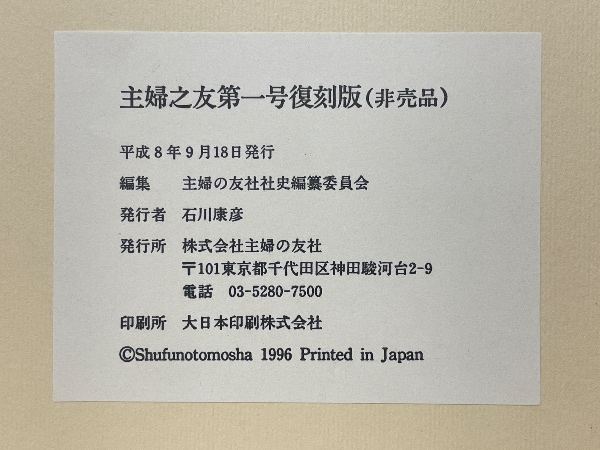 主婦之友第一号復刻版(非売品)
平成8年9月18日発行
編集 主婦の友社社史編纂委員会
発行者 石川康彦
発行所 株式会社主婦の友社
〒101東京都千代田区神田駿河台2-9
電話 03-5280-7500
印刷所 大日本印刷株式会社
©Shufunotomosha 1996 Printed in Japan